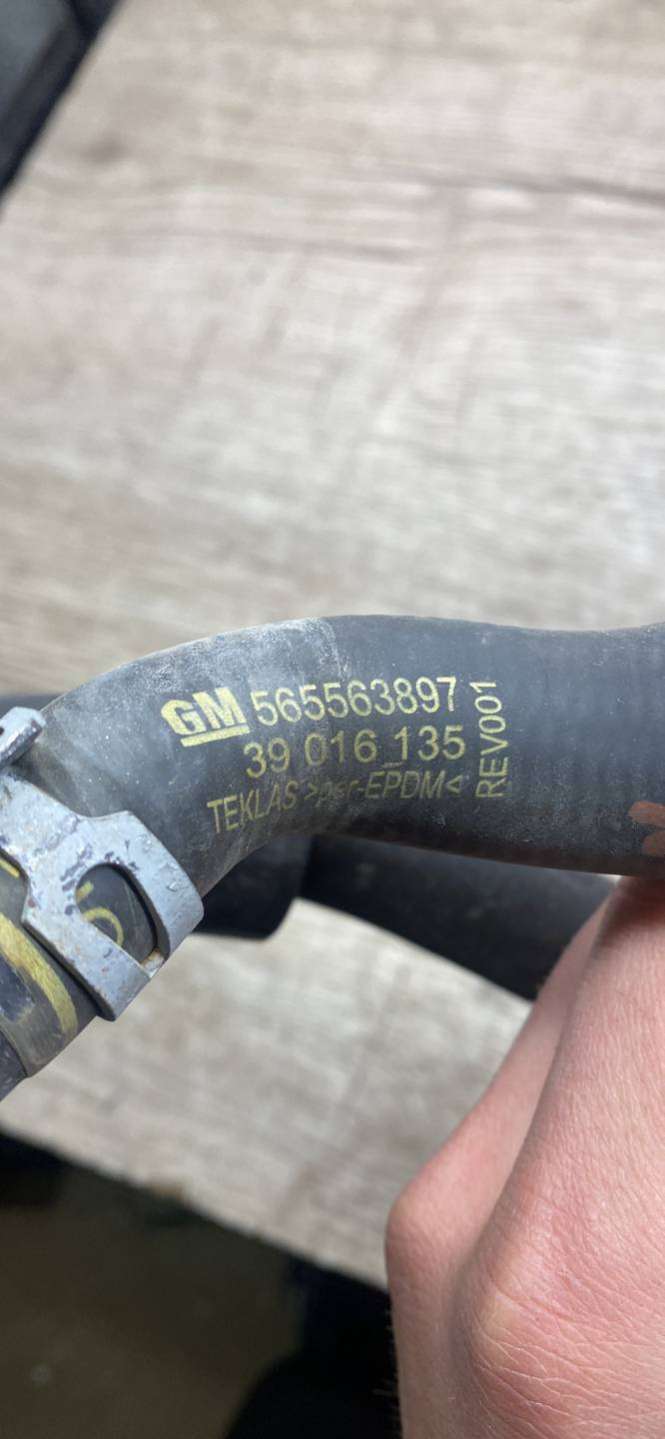 GM 565563897
39 016 135
TEKLAS >per-EPDM<
REV001